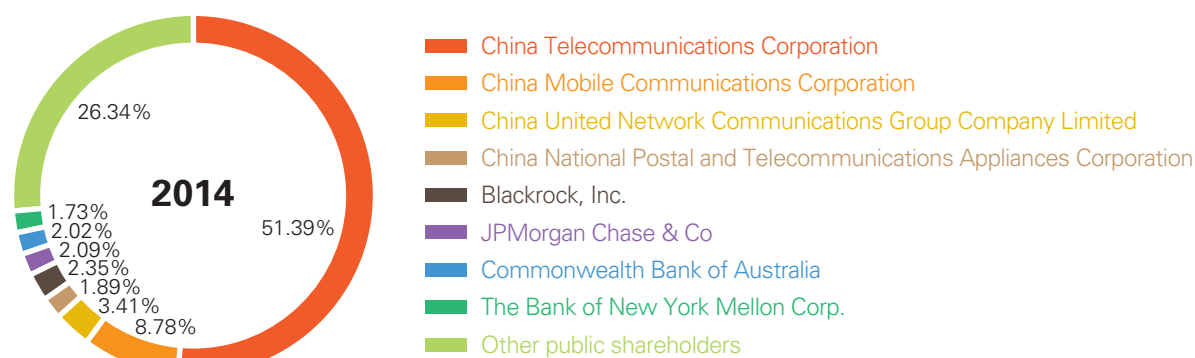 26.34%
2014
51.39%
1.73%
2.02%
2.09%
2.35%
1.89%
3.41%
8.78%
China Telecommunications Corporation
China Mobile Communications Corporation
China United Network Communications Group Company Limited
China National Postal and Telecommunications Appliances Corporation
Blackrock, Inc.
JPMorgan Chase & Co
Commonwealth Bank of Australia
The Bank of New York Mellon Corp.
Other public shareholders